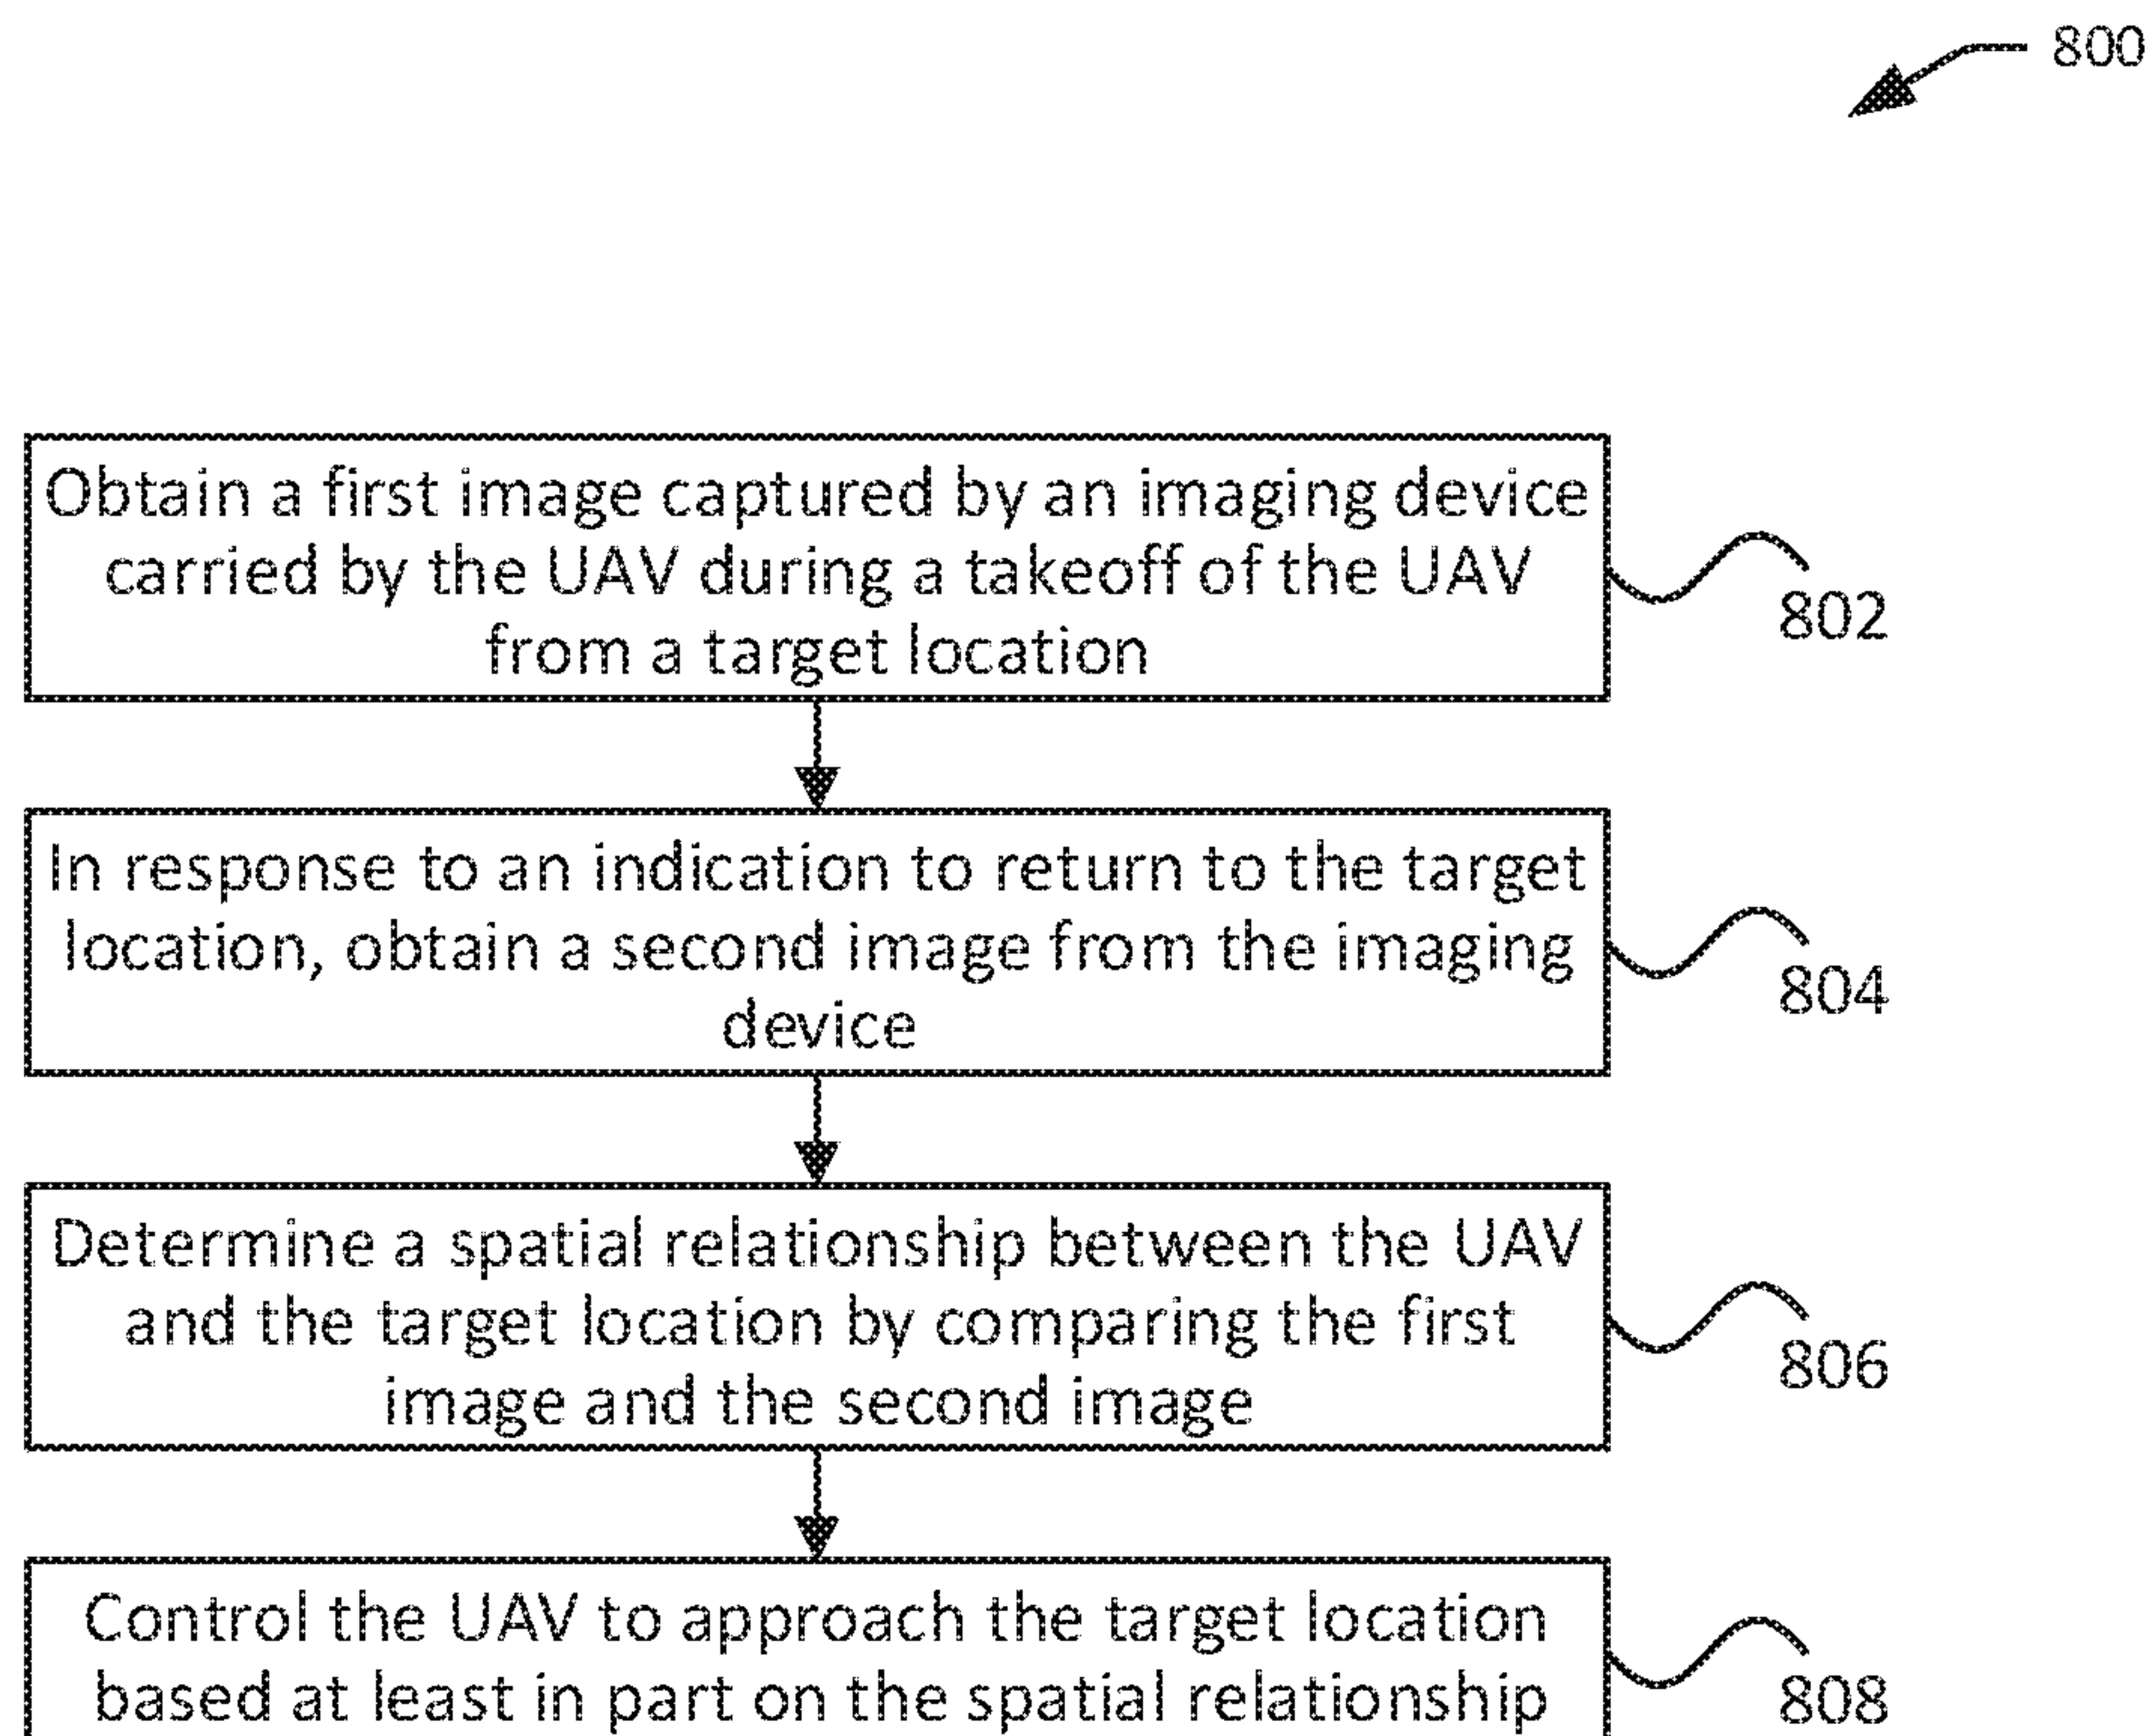 800
Obtain a first image captured by an imaging device
carried by the UAV during a takeoff of the UAV
from a target location
802
In response to an indication to return to the target
location, obtain a second image from the imaging
device
804
Determine a spatial relationship between the UAV
and the target location by comparing the first
image and the second image
806
Control the UAV to approach the target location
based at least in part on the spatial relationship
808